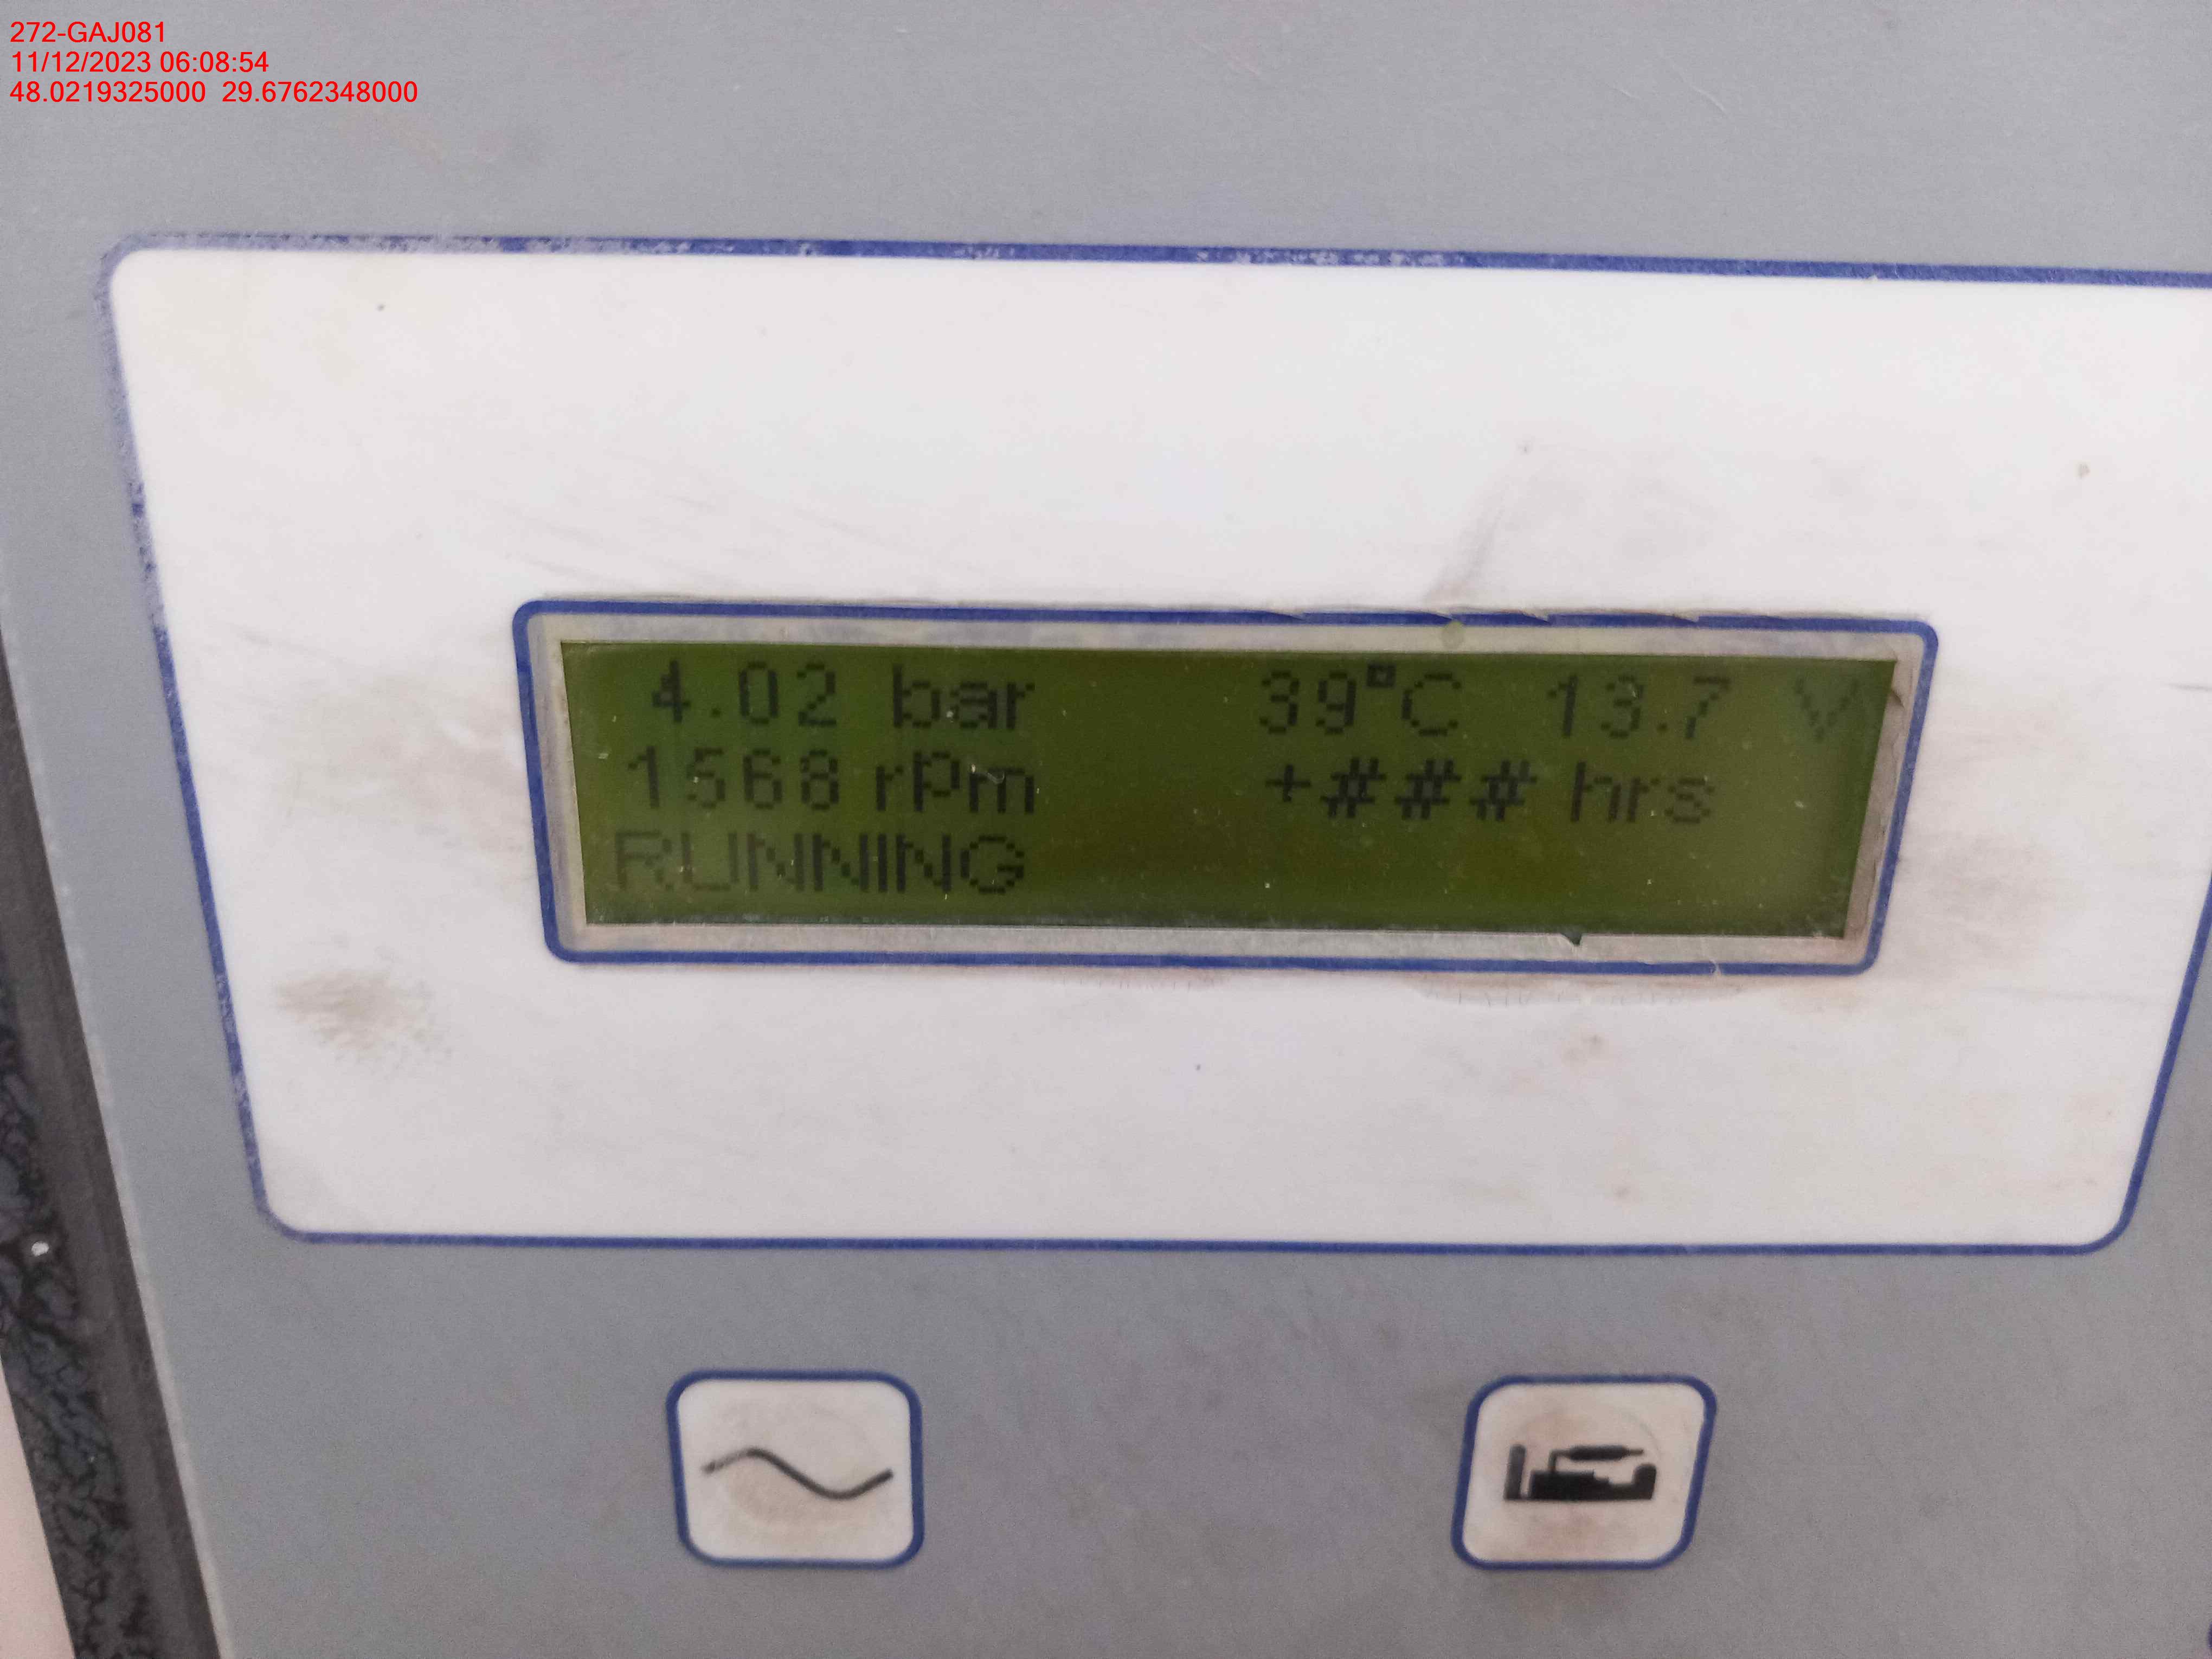 272-GAJ081
11/12/2023 06:08:54
48.0219325000 29.6762348000
4.02 bar 39°C 13.7 V
1568 rpm +### hrs
RUNNING